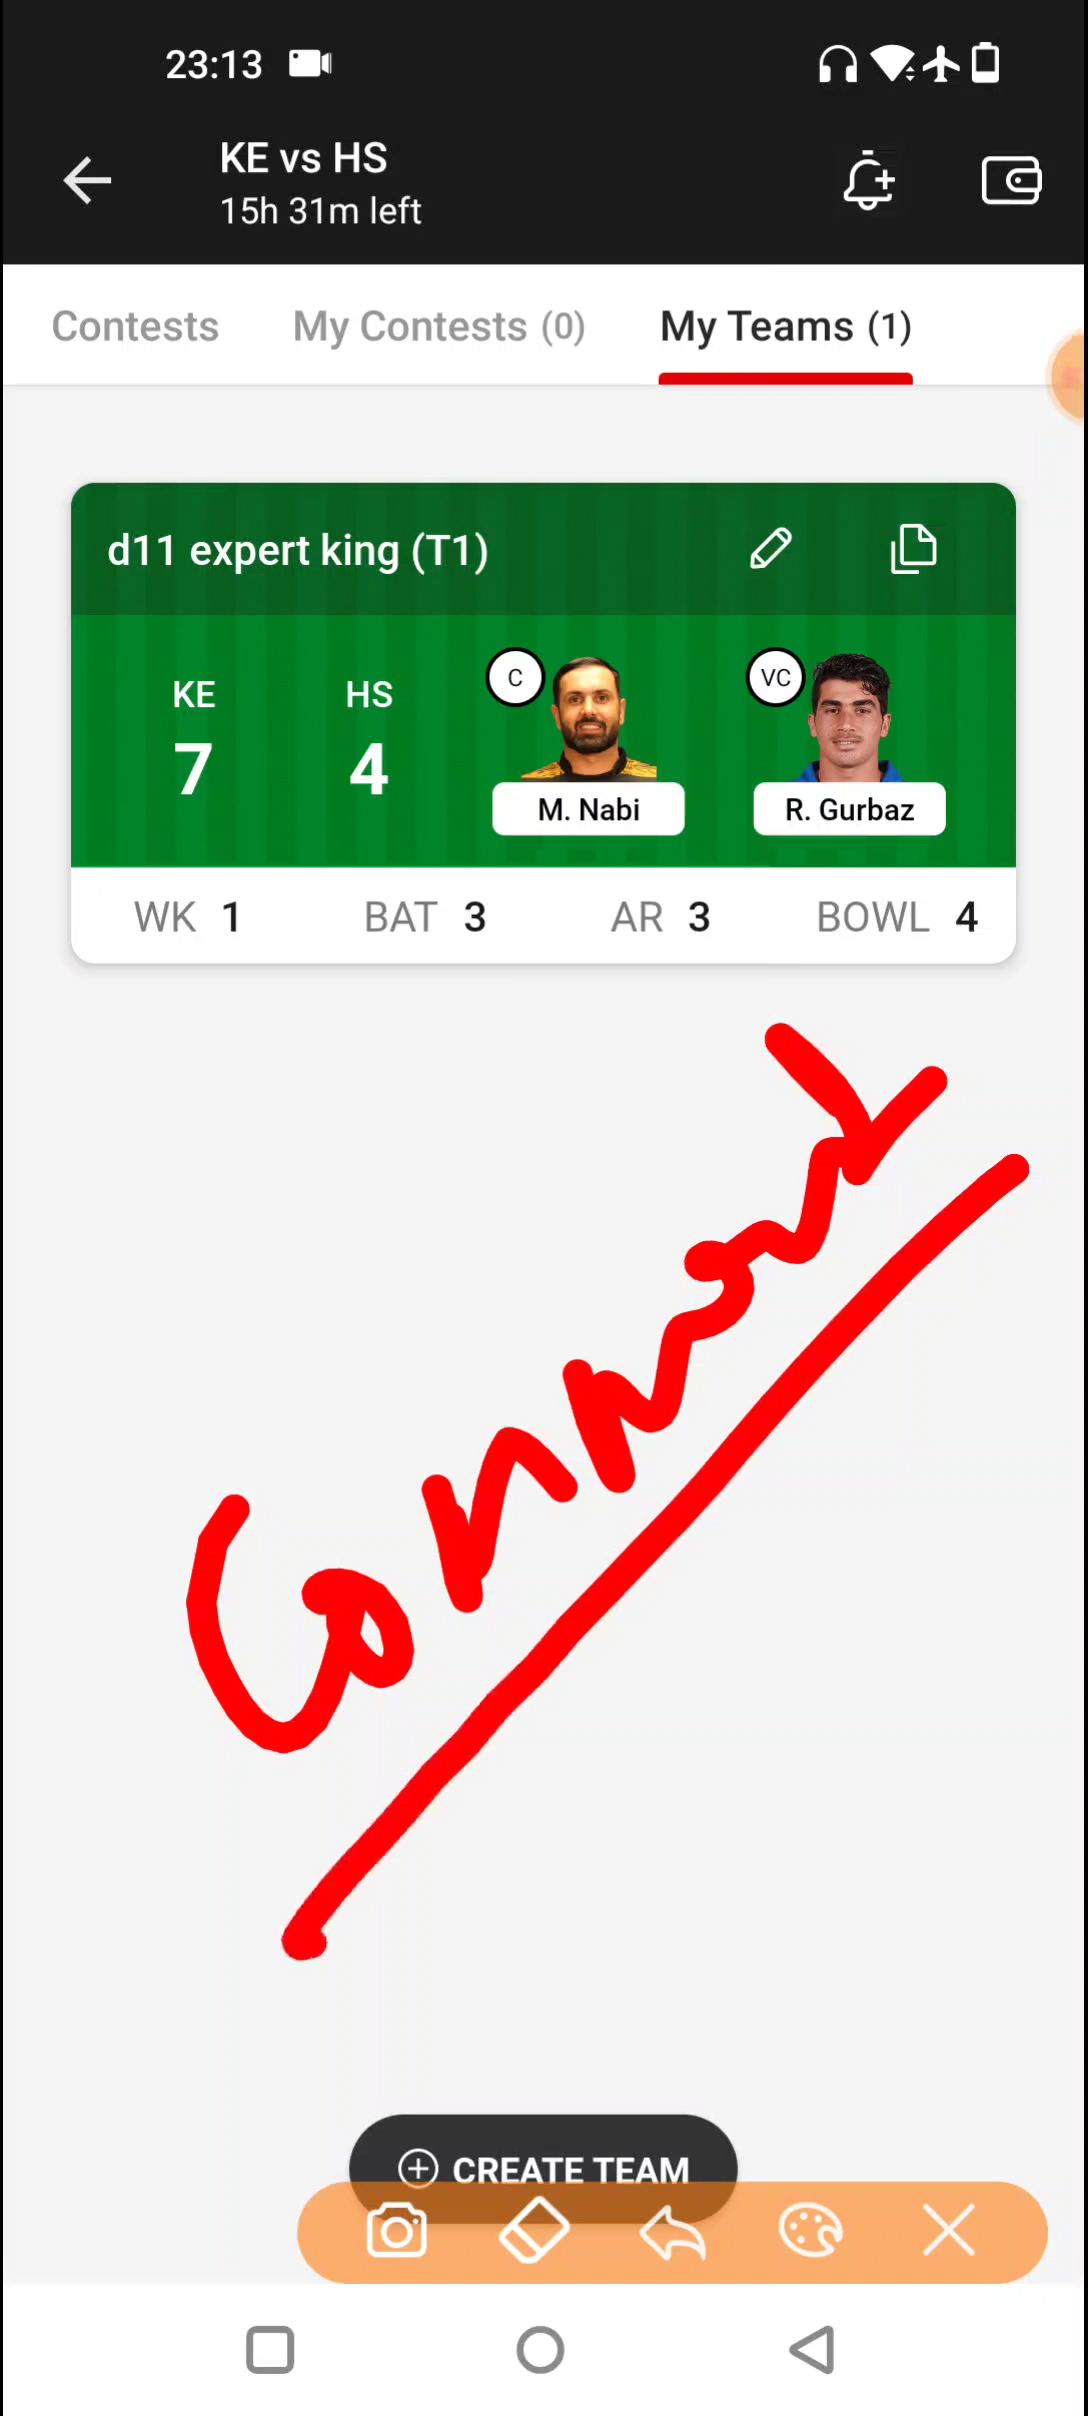 23:13
KE vs HS
15h 31m left
Contests My Contests (0) My Teams (1)
d11 expert king (T1)
KE HS C VC
7 4
M. Nabi R. Gurbaz
WK 1 BAT 3 AR 3 BOWL 4
CREATE TEAM